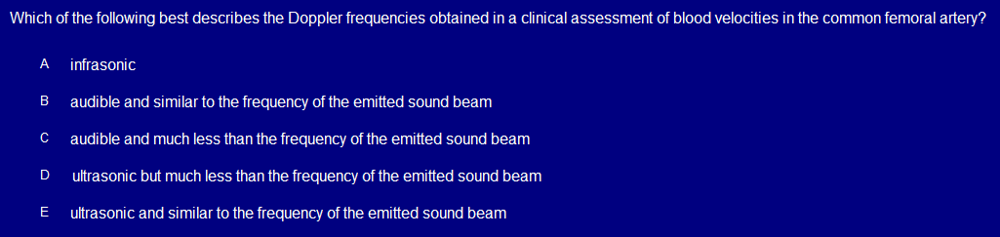 Which of the following best describes the Doppler frequencies obtained in a clinical assessment of blood velocities in the common femoral artery?
A infrasonic
B audible and similar to the frequency of the emitted sound beam
C audible and much less than the frequency of the emitted sound beam
D ultrasonic but much less than the frequency of the emitted sound beam
E ultrasonic and similar to the frequency of the emitted sound beam